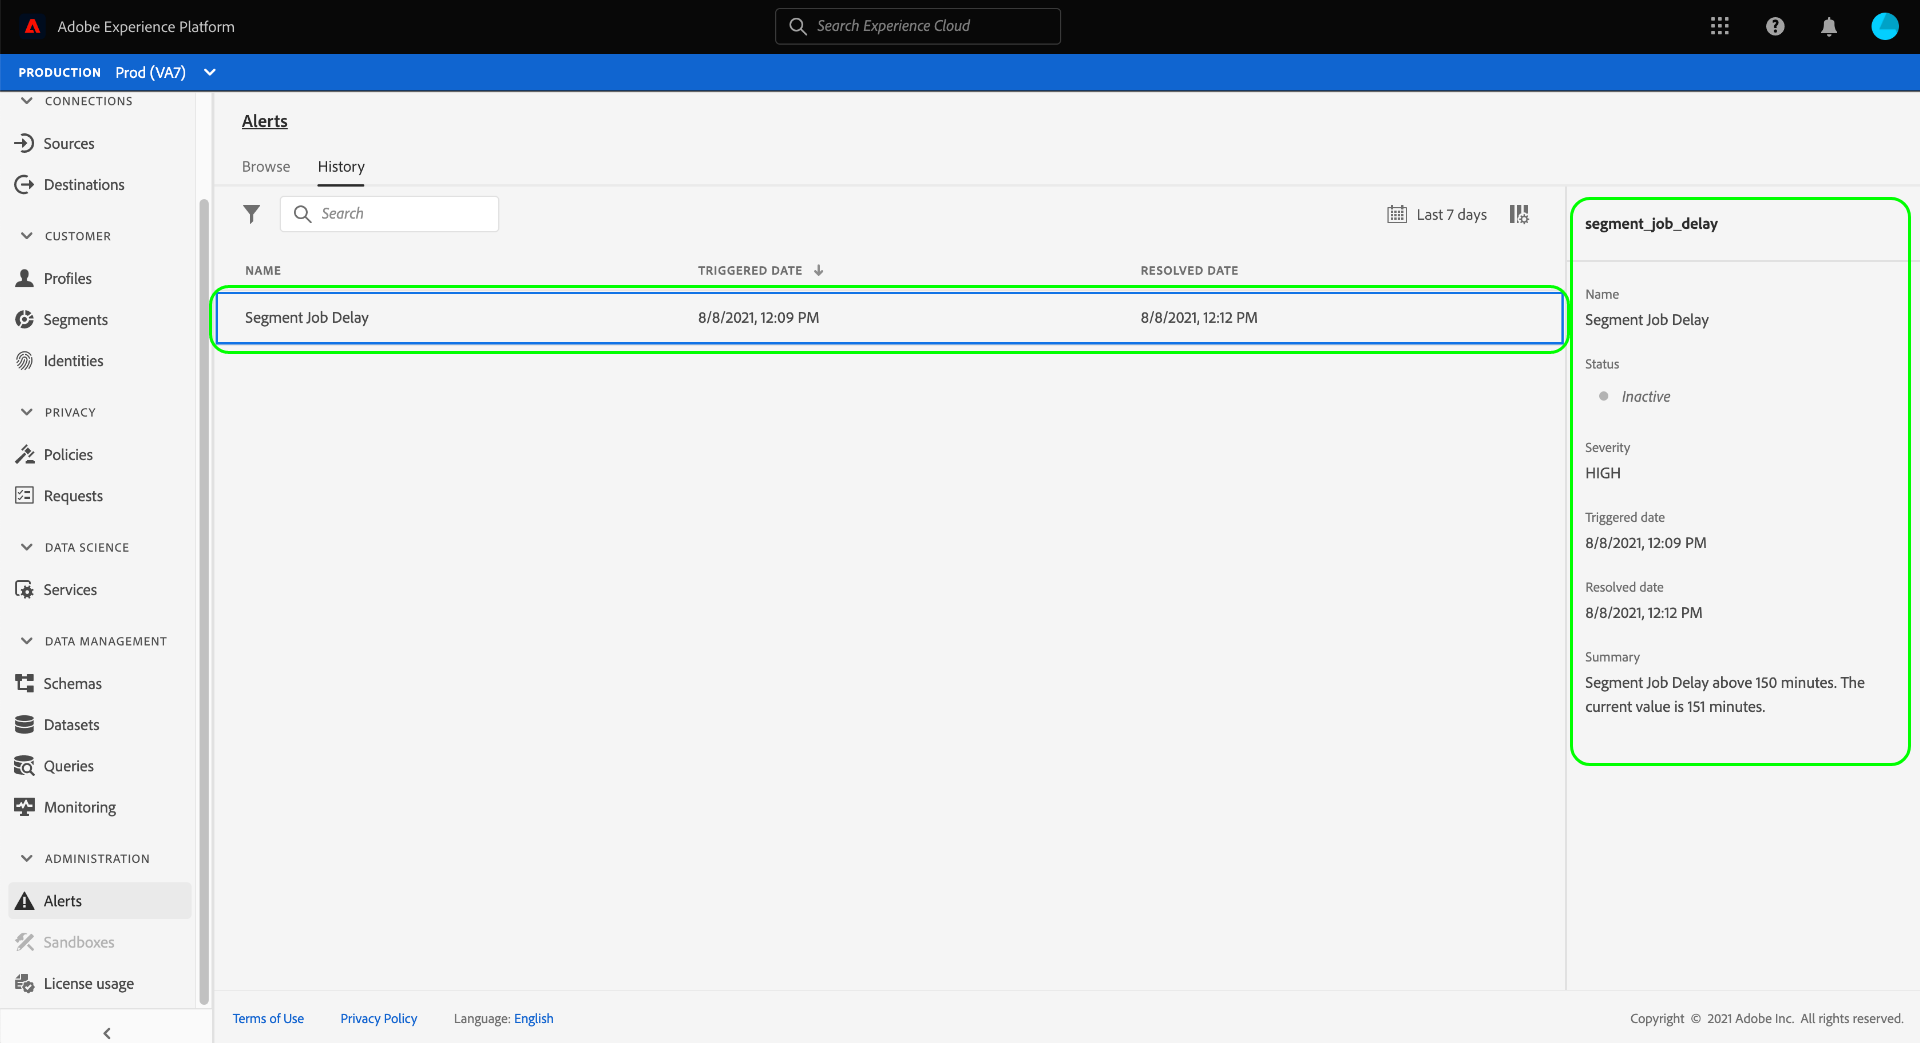 Adobe Experience Platform
Search Experience Cloud
PRODUCTION Prod (VA7)
CONNECTIONS
Sources
Destinations
CUSTOMER
Profiles
Segments
Identities
PRIVACY
Policies
Requests
DATA SCIENCE
Services
DATA MANAGEMENT
Schemas
Datasets
Queries
Monitoring
ADMINISTRATION
Alerts
Sandboxes
License usage
Alerts
Browse History
Search
Last 7 days
NAME TRIGGERED DATE RESOLVED DATE
Segment Job Delay 8/8/2021, 12:09 PM 8/8/2021, 12:12 PM
segment_job_delay
Name
Segment Job Delay
Status
Inactive
Severity
HIGH
Triggered date
8/8/2021, 12:09 PM
Resolved date
8/8/2021, 12:12 PM
Summary
Segment Job Delay above 150 minutes. The
current value is 151 minutes.
Terms of Use Privacy Policy Language: English
Copyright © 2021 Adobe Inc. All rights reserved.